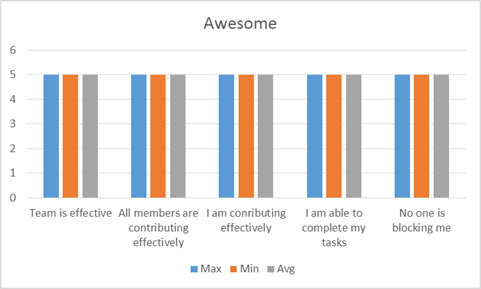 Awesome
6
5
4
3
2
1
0
Team is effective
All members are
contributing
effectively
I am conributing
effectively
I am able to
complete my
tasks
No one is
blocking me
Max
Min
Avg